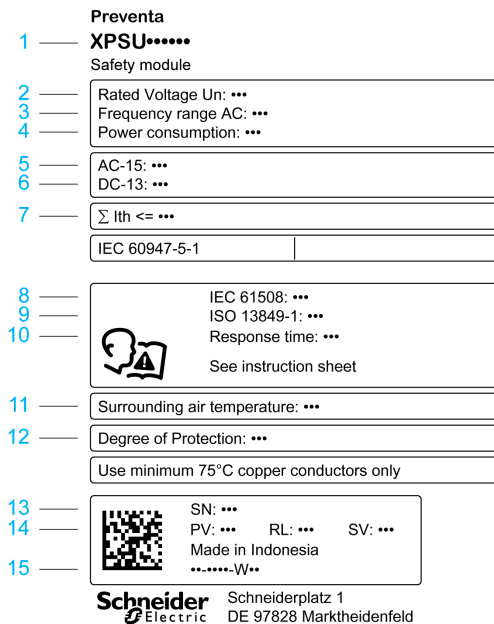 Preventa
1 XPSU••••••
Safety module
2 Rated Voltage Un: •••
3 Frequency range AC: •••
4 Power consumption: •••
5 AC-15: •••
6 DC-13: •••
7 ∑ Ith <= •••
IEC 60947-5-1
8 IEC 61508: •••
9 ISO 13849-1: •••
10 Response time: •••
See instruction sheet
11 Surrounding air temperature: •••
12 Degree of Protection: •••
Use minimum 75°C copper conductors only
13 SN: •••
14 PV: ••• RL: ••• SV: •••
Made in Indonesia
15 ••-••••-W••
Schneider Schneiderplatz 1
Electric DE 97828 Marktheidenfeld